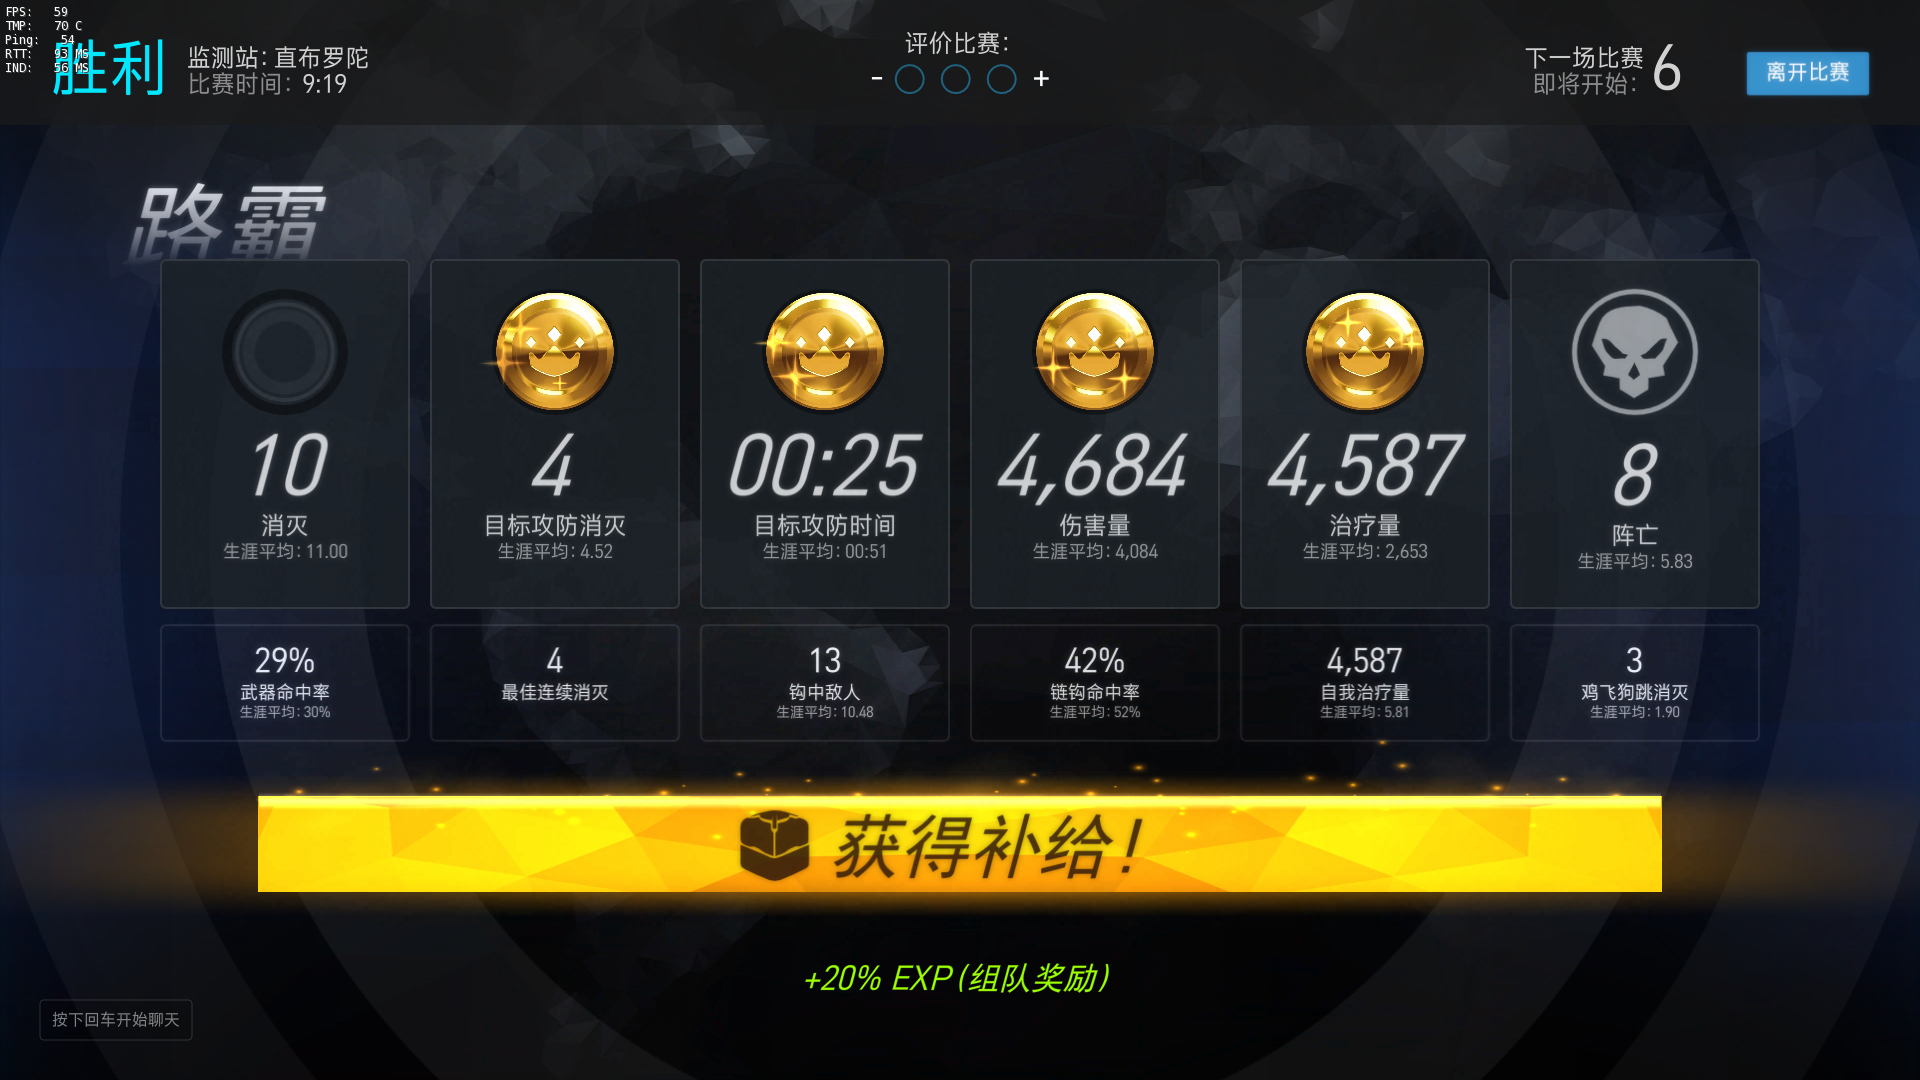 FPS: 59
TMP: 70 C
Ping: 54
RTT: 93 MS
IND: 56 MS
胜利
监测站: 直布罗陀
比赛时间: 9:19
评价比赛:
- +
下一场比赛
即将开始: 6
离开比赛
路霸
10
消灭
生涯平均: 11.00
4
目标攻防消灭
生涯平均: 4.52
00:25
目标攻防时间
生涯平均: 00:51
4,684
伤害量
生涯平均: 4,084
4,587
治疗量
生涯平均: 2,653
8
阵亡
生涯平均: 5.83
29%
武器命中率
生涯平均: 30%
4
最佳连续消灭
13
钩中敌人
生涯平均: 10.48
42%
链钩命中率
生涯平均: 52%
4,587
自我治疗量
生涯平均: 5.81
3
鸡飞狗跳消灭
生涯平均: 1.90
获得补给!
+20% EXP (组队奖励)
按下回车开始聊天